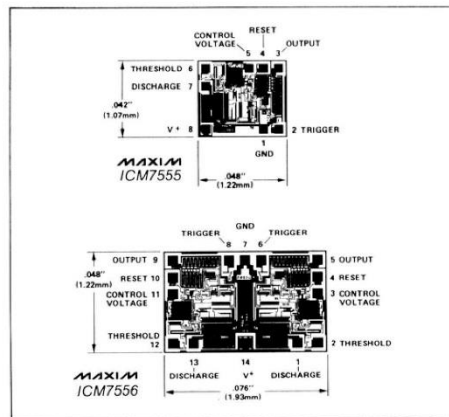 CONTROL VOLTAGE 5
RESET 4
3 OUTPUT
THRESHOLD 6
DISCHARGE 7
.042"
(1.07mm)
V+ 8
2 TRIGGER
1
GND
MAXIM
ICM7555
.048"
(1.22mm)
GND
TRIGGER TRIGGER
8 7 6
OUTPUT 9
5 OUTPUT
.048"
(1.22mm)
RESET 10
4 RESET
CONTROL 11
VOLTAGE
3 CONTROL
VOLTAGE
THRESHOLD
12
2 THRESHOLD
13 14 1
DISCHARGE V+ DISCHARGE
.076"
(1.93mm)
MAXIM
ICM7556